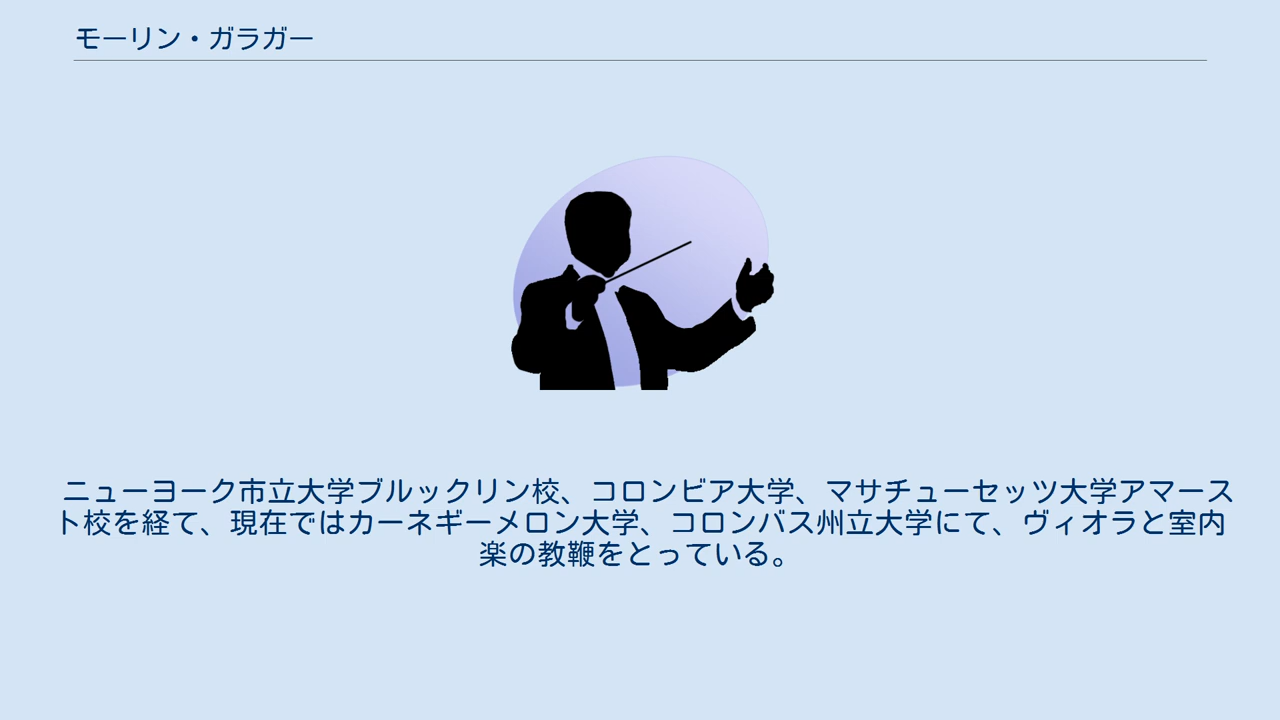 モーリン・ガラガー
ニューヨーク市立大学ブルックリン校、コロンビア大学、マサチューセッツ大学アマース
ト校を経て、現在ではカーネギーメロン大学、コロンバス州立大学にて、ヴィオラと室内
楽の教鞭をとっている。